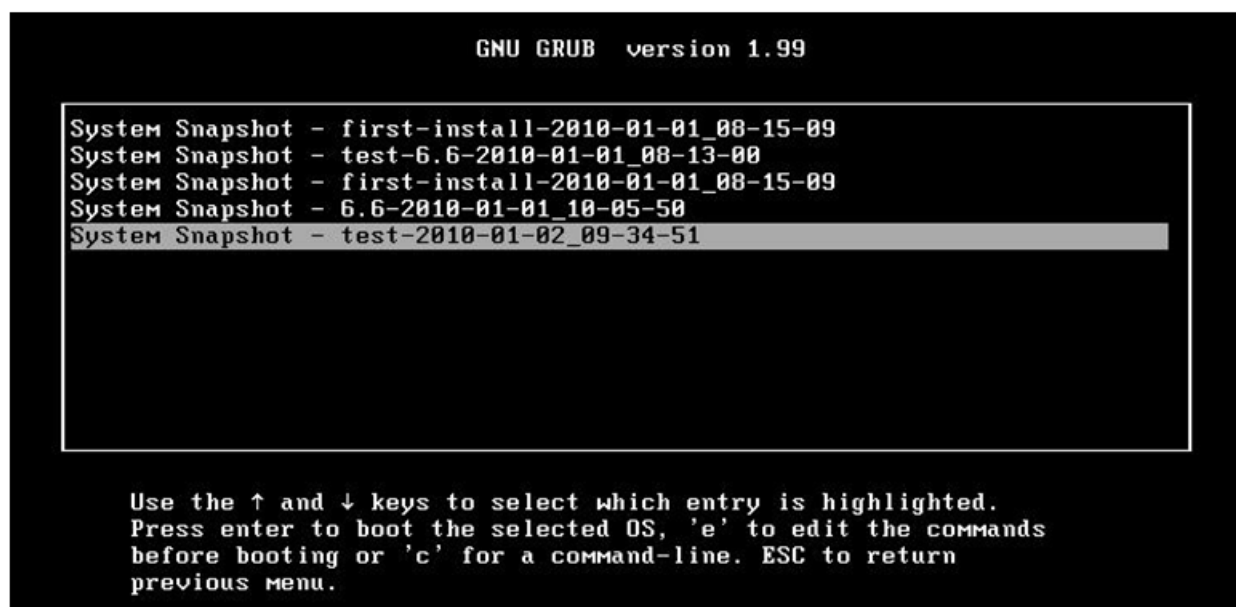 GNU GRUB version 1.99
System Snapshot - first-install-2010-01-01_08-15-09
System Snapshot - test-6.6-2010-01-01_08-13-00
System Snapshot - first-install-2010-01-01_08-15-09
System Snapshot - 6.6-2010-01-01_10-05-50
System Snapshot - test-2010-01-02_09-34-51
Use the ↑ and ↓ keys to select which entry is highlighted.
Press enter to boot the selected OS, 'e' to edit the commands
before booting or 'c' for a command-line. ESC to return
previous menu.